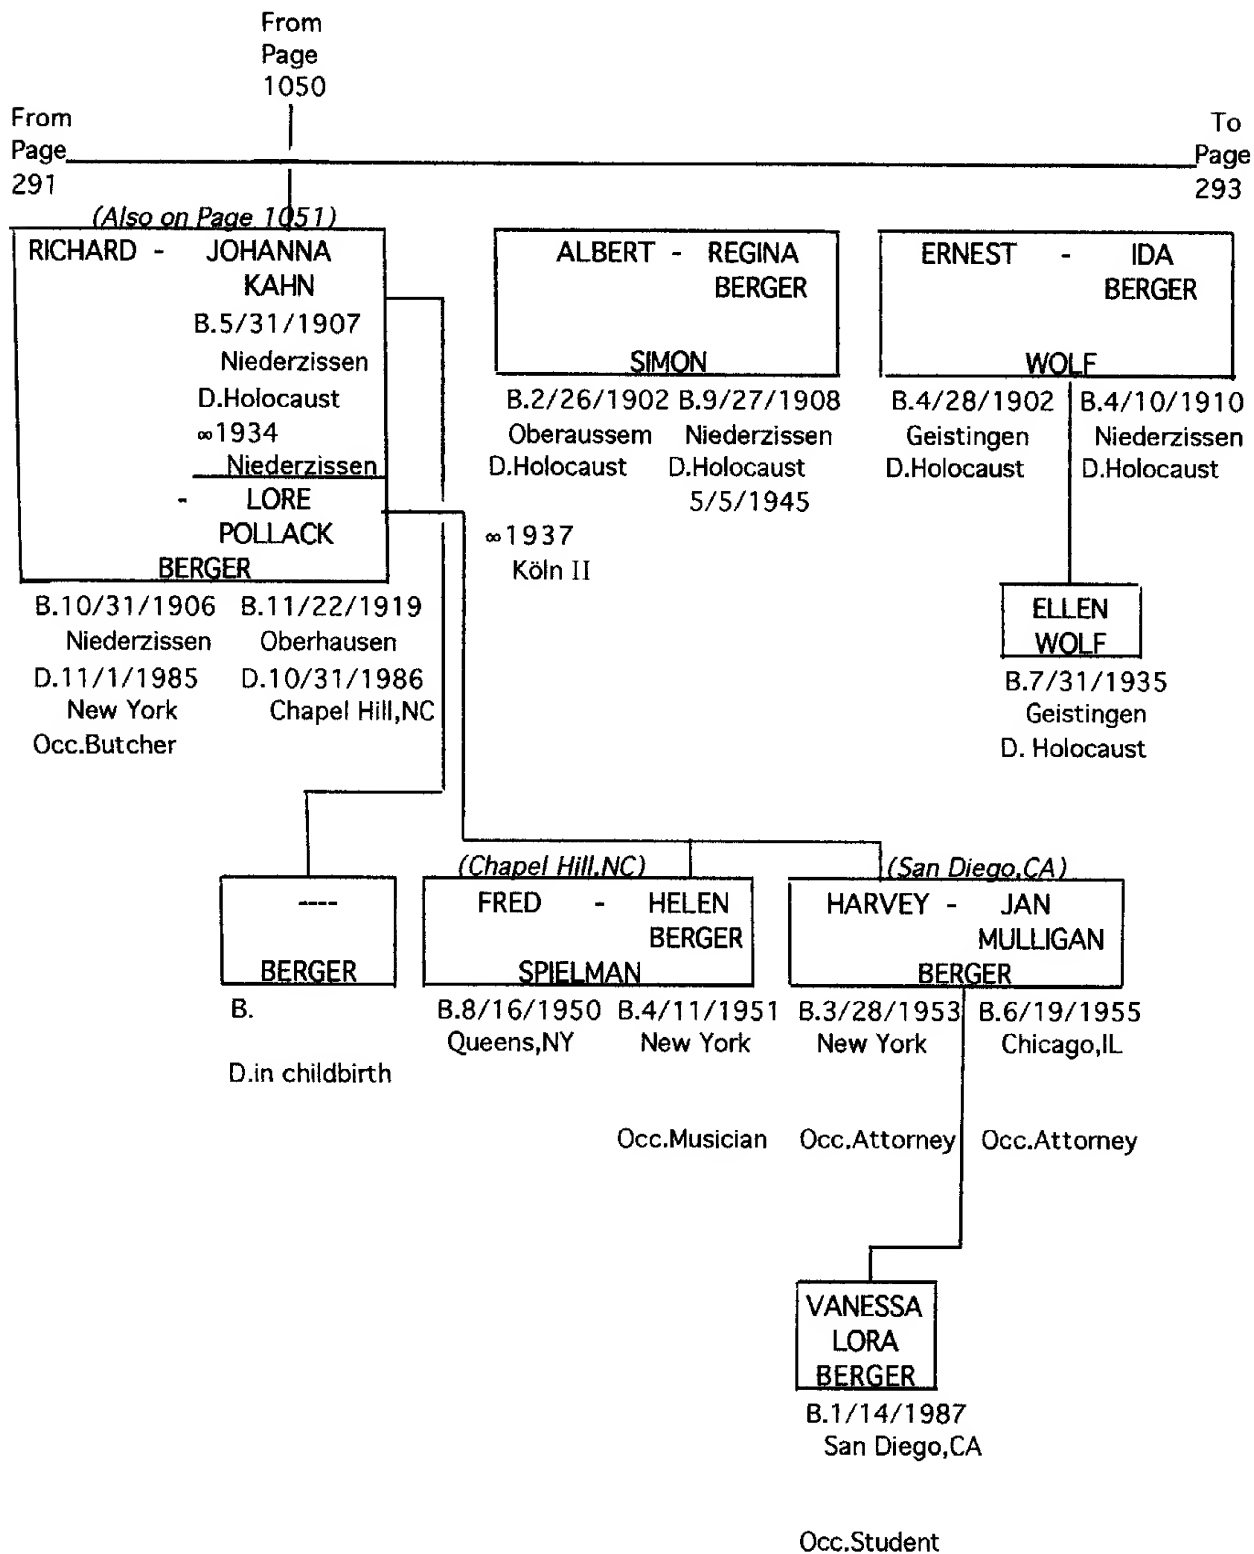 From
Page
1050
From
Page
291
To
Page
293
(Also on Page 1051)
RICHARD - JOHANNA
KAHN
B.5/31/1907
Niederzissen
D.Holocaust
∞1934
Niederzissen
- LORE
POLLACK
BERGER
B.10/31/1906 B.11/22/1919
Niederzissen Oberhausen
D.11/1/1985 D.10/31/1986
New York Chapel Hill,NC
Occ.Butcher
ALBERT - REGINA
BERGER
SIMON
B.2/26/1902 B.9/27/1908
Oberaussem Niederzissen
D.Holocaust D.Holocaust
5/5/1945
∞1937
Köln II
ERNEST - IDA
BERGER
WOLF
B.4/28/1902 B.4/10/1910
Geistingen Niederzissen
D.Holocaust D.Holocaust
ELLEN
WOLF
B.7/31/1935
Geistingen
D. Holocaust
----
BERGER
B.
D.in childbirth
(Chapel Hill,NC)
FRED - HELEN
BERGER
SPIELMAN
B.8/16/1950 B.4/11/1951
Queens,NY New York
Occ.Musician
(San Diego,CA)
HARVEY - JAN
MULLIGAN
BERGER
B.3/28/1953 B.6/19/1955
New York Chicago,IL
Occ.Attorney Occ.Attorney
VANESSA
LORA
BERGER
B.1/14/1987
San Diego,CA
Occ.Student